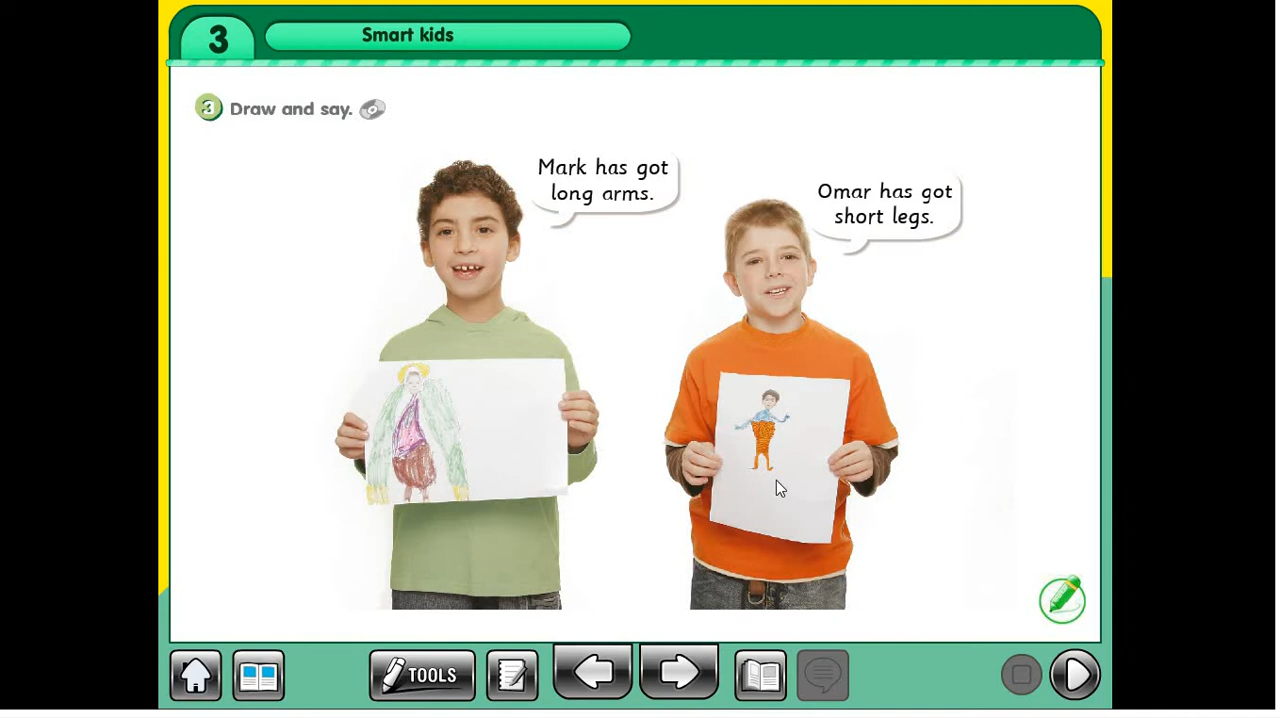 3
Smart kids
3 Draw and say.
Mark has got
long arms.
Omar has got
short legs.
TOOLS